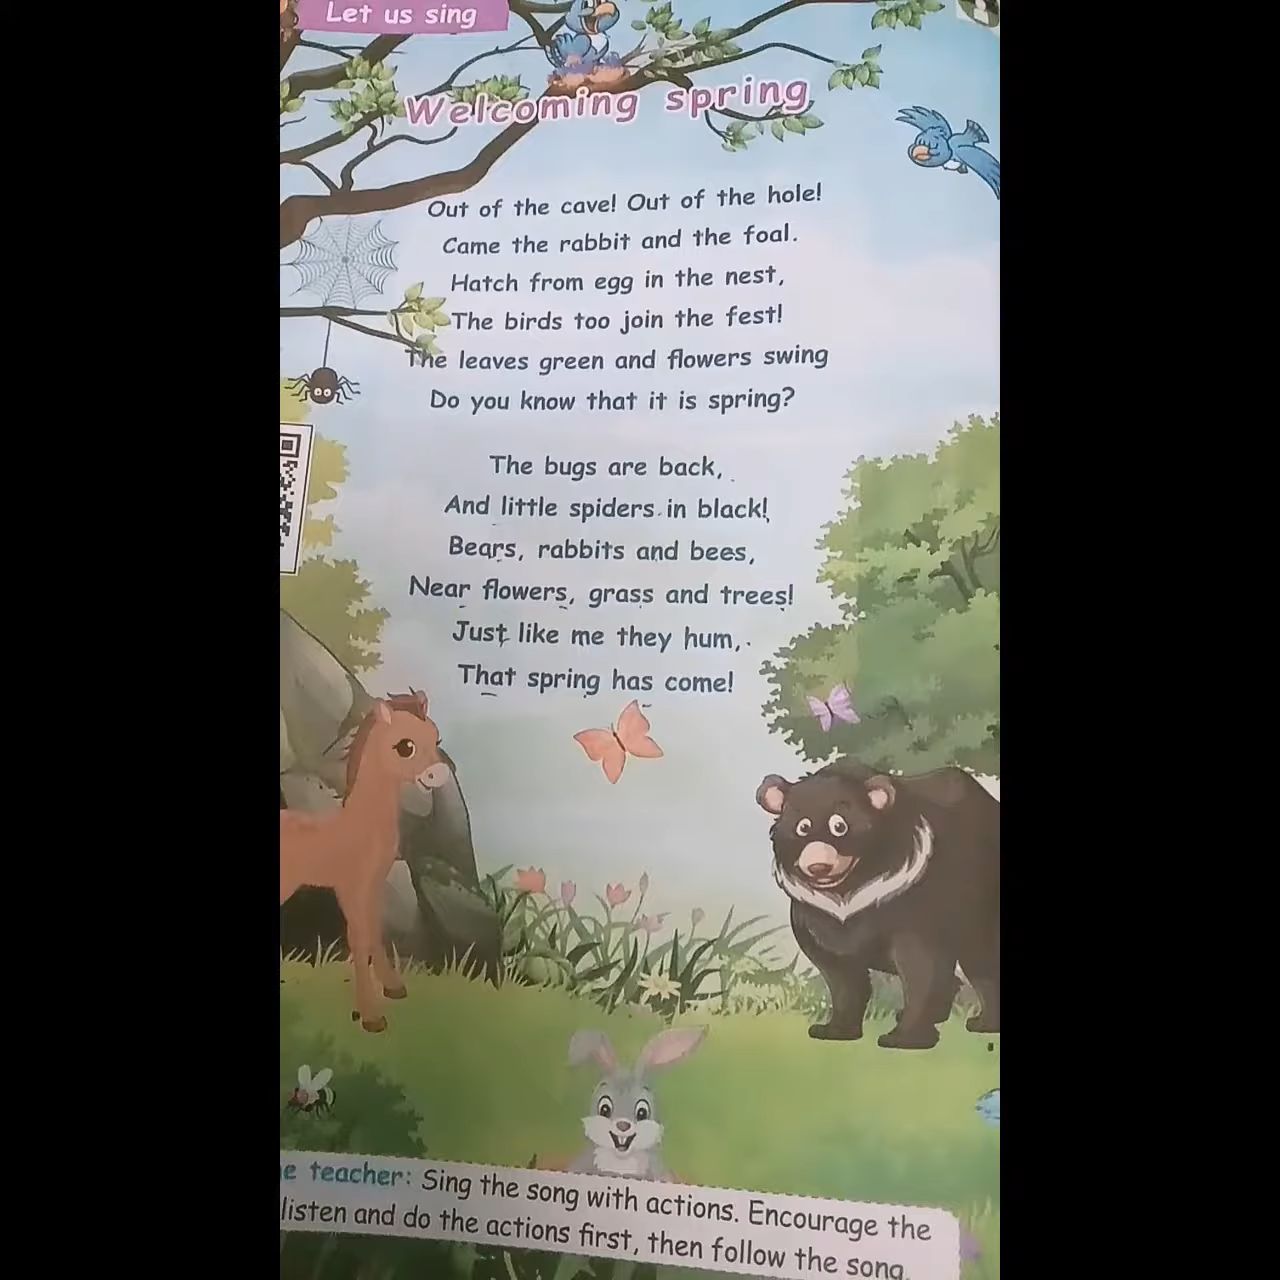 Let us sing
Welcoming spring
Out of the cave! Out of the hole!
Came the rabbit and the foal.
Hatch from egg in the nest,
The birds too join the fest!
The leaves green and flowers swing
Do you know that it is spring?
The bugs are back,
And little spiders in black!
Bears, rabbits and bees,
Near flowers, grass and trees!
Just like me they hum,
That spring has come!
e teacher: Sing the song with actions. Encourage the
listen and do the actions first, then follow the song.